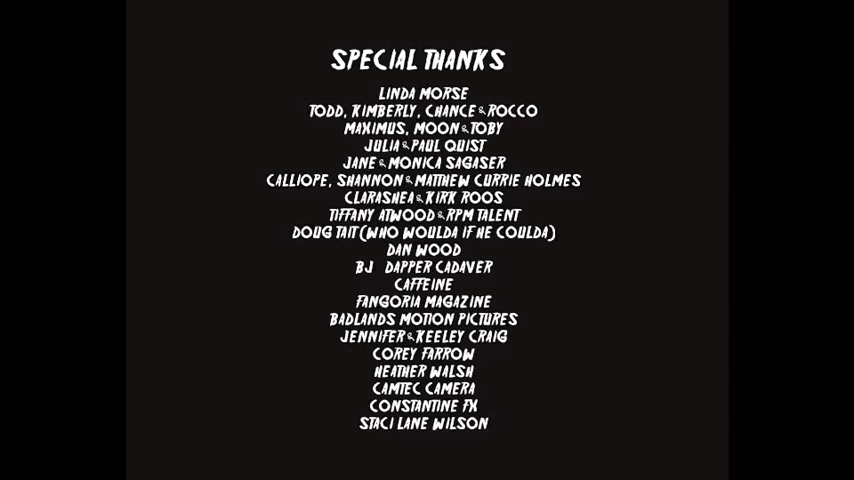 SPECIAL THANKS
LINDA MORSE
TODD, KIMBERLY, CHANCE & ROCCO
MAXIMUS, MOON & TOBY
JULIA & PAUL QUIST
JANE & MONICA SAGASER
CALLIOPE, SHANNON & MATTHEW CURRIE HOLMES
CLARASHEA & KIRK ROOS
TIFFANY ATWOOD & RPM TALENT
DOUG TAIT (WHO WOULDA IF HE COULDA)
DAN WOOD
BJ DAPPER CADAVER
CAFFEINE
FANGORIA MAGAZINE
BADLANDS MOTION PICTURES
JENNIFER & KEELEY CRAIG
COREY FARROW
HEATHER WALSH
CAMTEC CAMERA
CONSTANTINE FX
STACI LANE WILSON